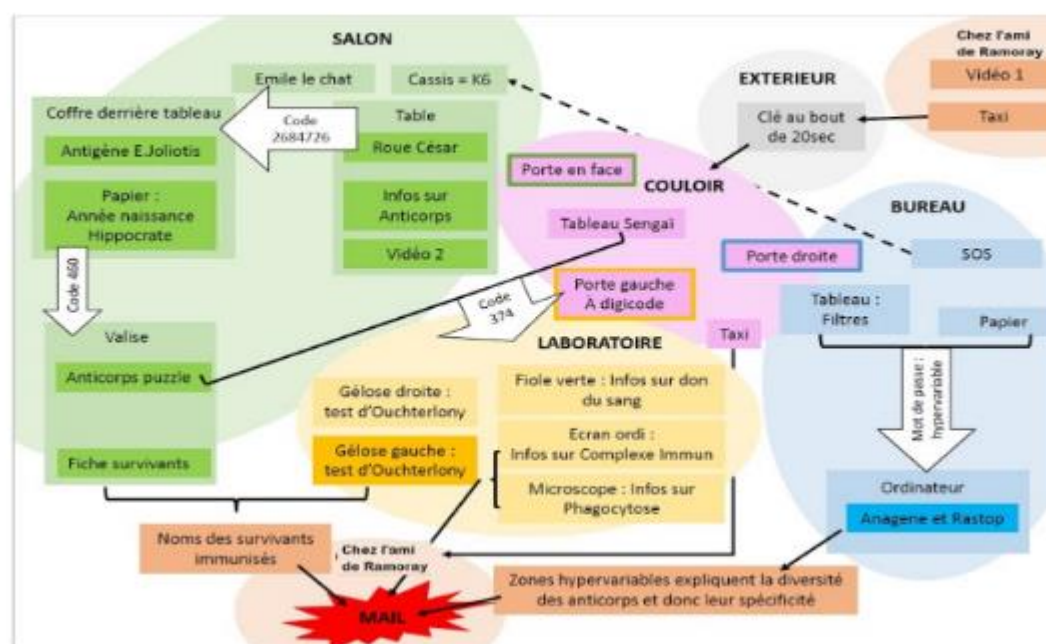 SALON
Emile le chat
Cassis = K6
Coffre derrière tableau
Antigène E.Joliotis
Papier :
Année naissance
Hippocrate
Code
2684726
Table
Roue César
Infos sur
Anticorps
Vidéo 2
Code 460
Valise
Anticorps puzzle
Fiche survivants
EXTERIEUR
Clé au bout
de 20sec
Chez l'ami
de Ramoray
Vidéo 1
Taxi
Porte en face
COULOIR
Tableau Sengaï
Porte droite
Porte gauche
A digicode
Code
374
Taxi
BUREAU
SOS
Tableau :
Filtres
Papier
Mot de passe :
hypervariable
Ordinateur
Anagene et Rastop
LABORATOIRE
Gélose droite :
test d'Ouchterlony
Gélose gauche :
test d'Ouchterlony
Fiole verte : Infos sur don
du sang
Ecran ordi :
Infos sur Complexe Immun
Microscope : Infos sur
Phagocytose
Noms des survivants
immunisés
Chez l'ami
de Ramoray
MAIL
Zones hypervariables expliquent la diversité
des anticorps et donc leur spécificité